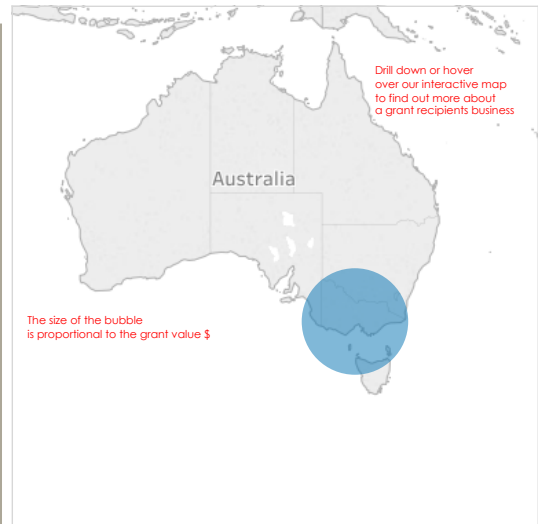 Drill down or hover
over our interactive map
to find out more about
a grant recipients business
Australia
The size of the bubble
is proportional to the grant value $